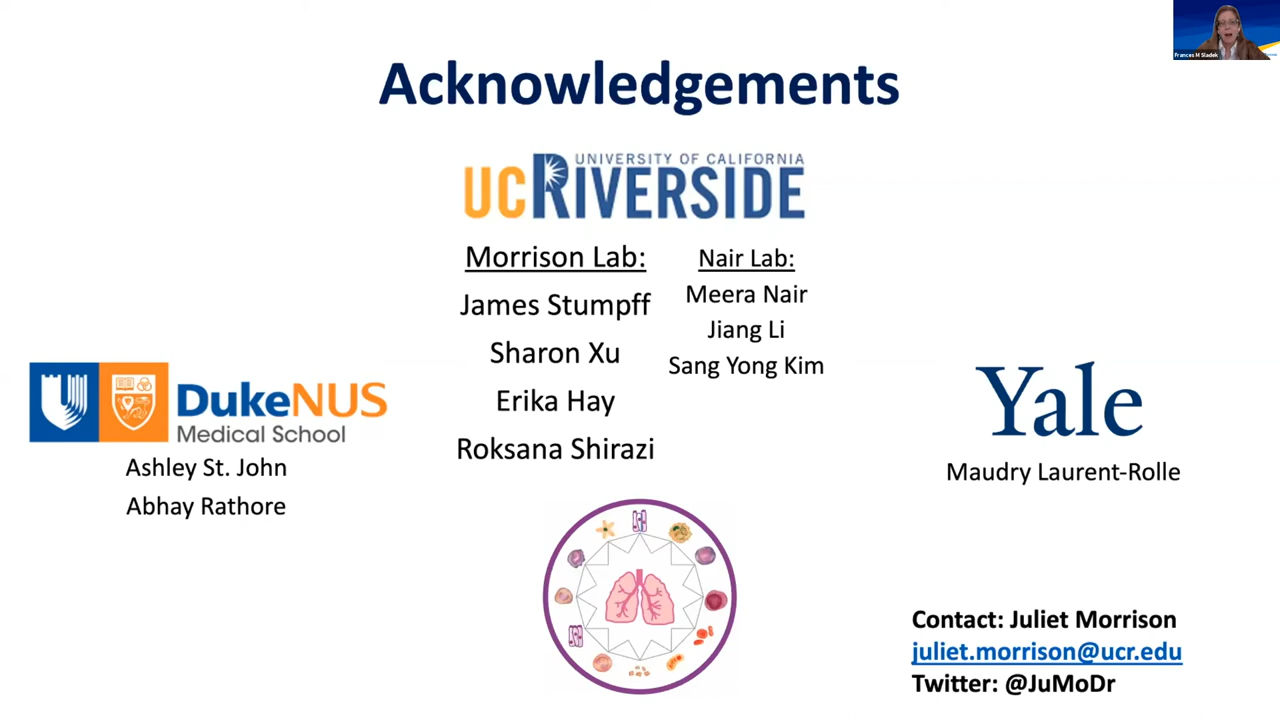 Frances M Sladek
Acknowledgements
UNIVERSITY OF CALIFORNIA
UCRIVERSIDE
Morrison Lab:
James Stumpff
Sharon Xu
Erika Hay
Roksana Shirazi
Nair Lab:
Meera Nair
Jiang Li
Sang Yong Kim
DukeNUS
Medical School
Ashley St. John
Abhay Rathore
Yale
Maudry Laurent-Rolle
Contact: Juliet Morrison
juliet.morrison@ucr.edu
Twitter: @JuMoDr